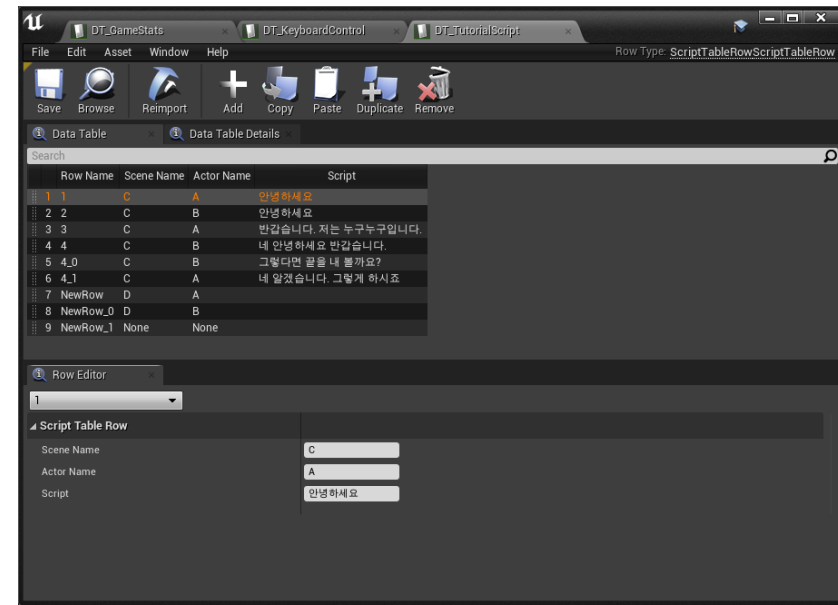 DT_GameStats DT_KeyboardControl DT_TutorialScript
File Edit Asset Window Help Row Type: ScriptTableRowScriptTableRow
Save Browse Reimport Add Copy Paste Duplicate Remove
Data Table Data Table Details
Search
Row Name Scene Name Actor Name Script
1 1 C A 안녕하세요
2 2 C B 안녕하세요
3 3 C A 반갑습니다. 저는 누구누구입니다.
4 4 C B 네 안녕하세요 반갑습니다.
5 4_0 C B 그렇다면 끝을 내 볼까요?
6 4_1 C A 네 알겠습니다. 그렇게 하시죠
7 NewRow D A
8 NewRow_0 D B
9 NewRow_1 None None
Row Editor
1
Script Table Row
Scene Name C
Actor Name A
Script 안녕하세요